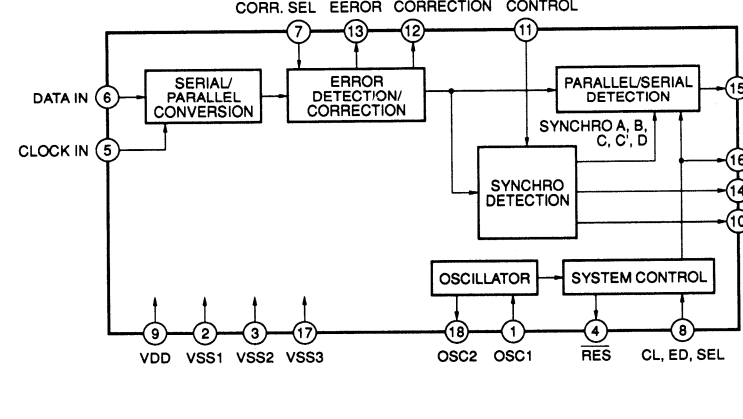 CORR. SEL EEROR CORRECTION CONTROL
7 13 12 11
DATA IN 6
SERIAL/
PARALLEL
CONVERSION
ERROR
DETECTION/
CORRECTION
PARALLEL/SERIAL
DETECTION
15
CLOCK IN 5
SYNCHRO A, B,
C, C', D
16
SYNCHRO
DETECTION
14
10
OSCILLATOR
SYSTEM CONTROL
9 2 3 17 18 1 4 8
VDD VSS1 VSS2 VSS3 OSC2 OSC1 RES CL, ED, SEL